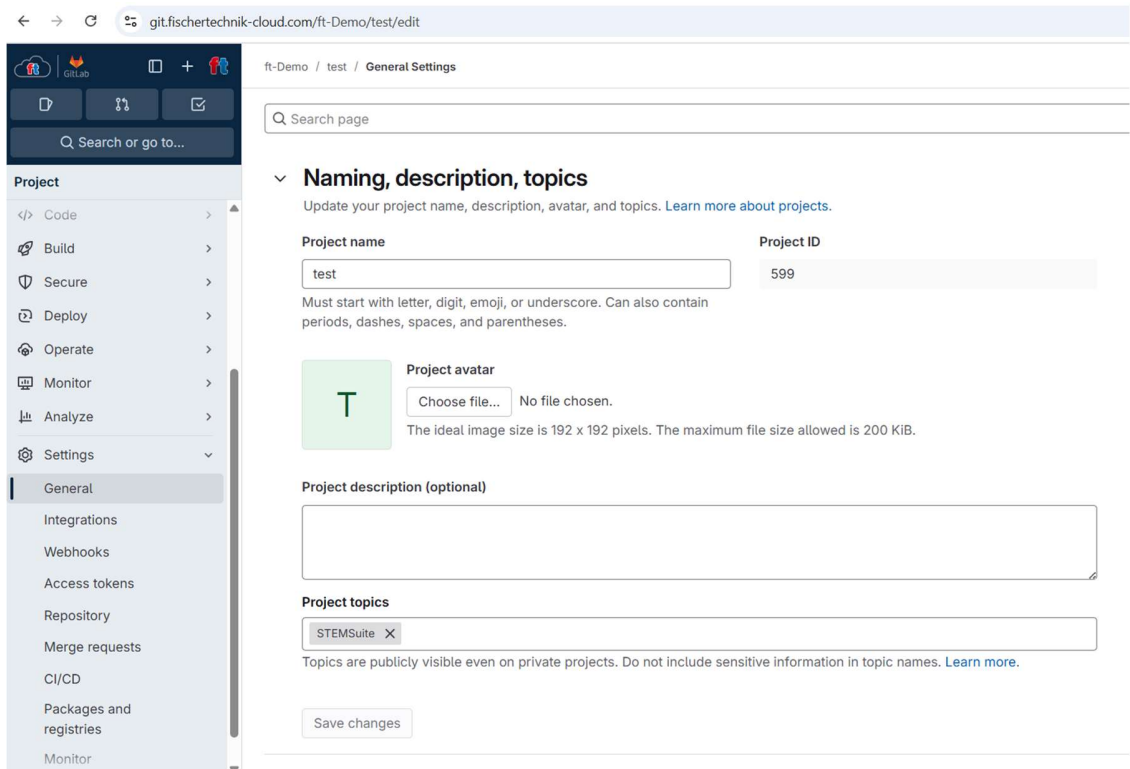 git.fischertechnik-cloud.com/ft-Demo/test/edit
ft GitLab ft
Search or go to...
Project
Code
Build
Secure
Deploy
Operate
Monitor
Analyze
Settings
General
Integrations
Webhooks
Access tokens
Repository
Merge requests
CI/CD
Packages and
registries
Monitor
ft-Demo / test / General Settings
Search page
Naming, description, topics
Update your project name, description, avatar, and topics. Learn more about projects.
Project name
test
Must start with letter, digit, emoji, or underscore. Can also contain
periods, dashes, spaces, and parentheses.
Project ID
599
T
Project avatar
Choose file... No file chosen.
The ideal image size is 192 x 192 pixels. The maximum file size allowed is 200 KiB.
Project description (optional)
Project topics
STEMSuite
Topics are publicly visible even on private projects. Do not include sensitive information in topic names. Learn more.
Save changes